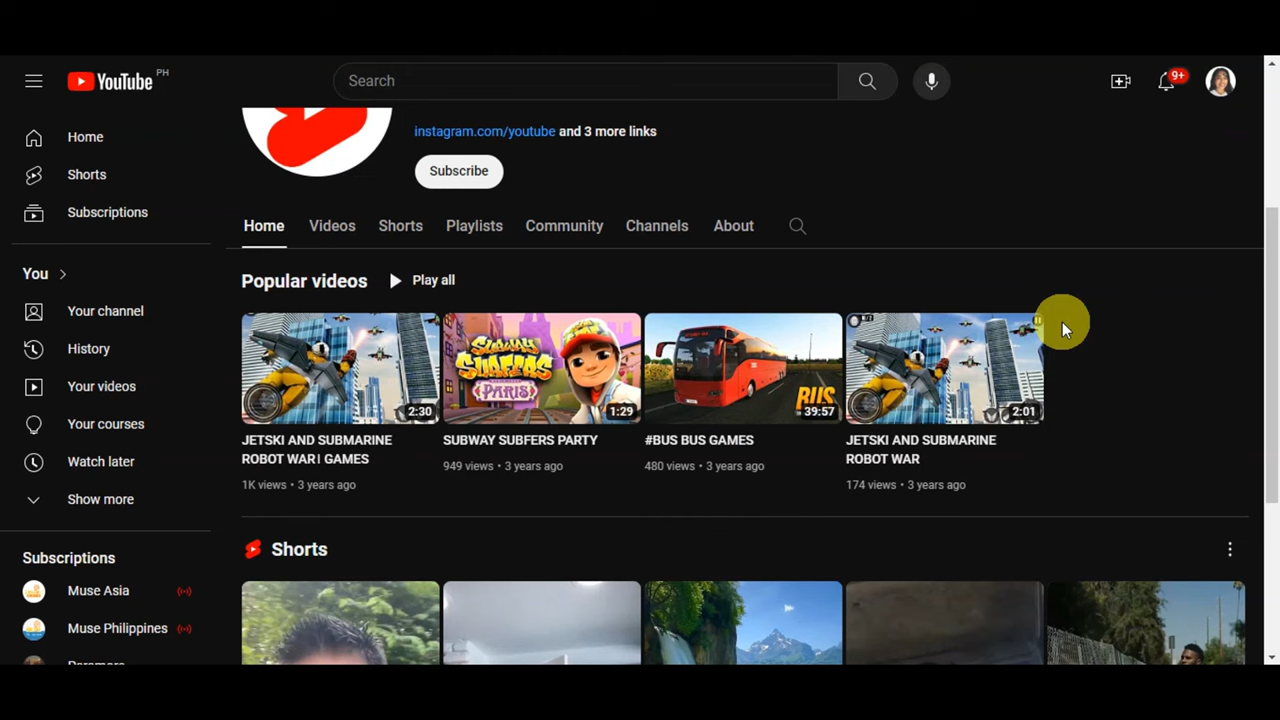 YouTube PH
Search
9+
Home
Shorts
Subscriptions
You
Your channel
History
Your videos
Your courses
Watch later
Show more
Subscriptions
Muse Asia
Muse Philippines
instagram.com/youtube and 3 more links
Subscribe
Home Videos Shorts Playlists Community Channels About
Popular videos Play all
2:30
JETSKI AND SUBMARINE
ROBOT WAR। GAMES
1K views • 3 years ago
SUBWAY
SURFERS
PARIS
1:29
SUBWAY SUBFERS PARTY
949 views • 3 years ago
BUS
39:57
#BUS BUS GAMES
480 views • 3 years ago
2:01
JETSKI AND SUBMARINE
ROBOT WAR
174 views • 3 years ago
Shorts